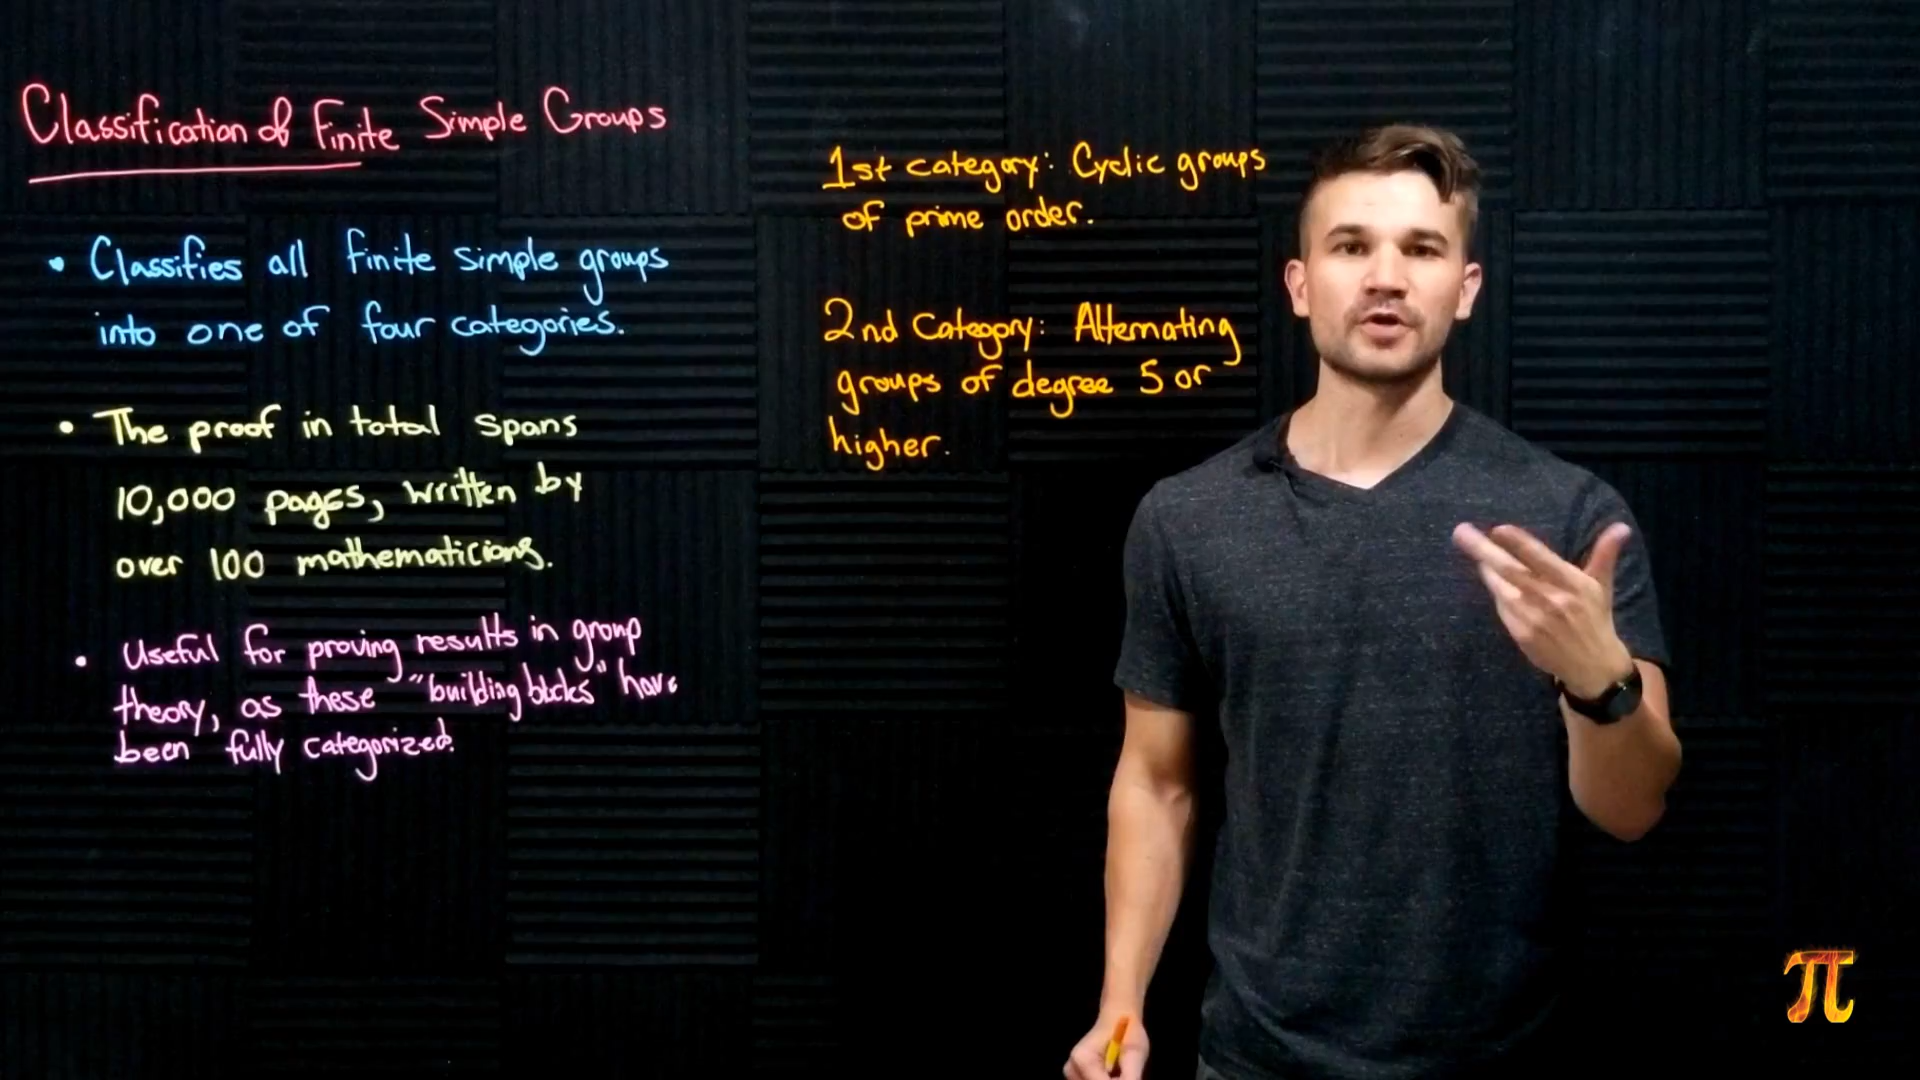 Classification of Finite Simple Groups
• Classifies all finite simple groups
into one of four categories.
• The proof in total spans
10,000 pages, written by
over 100 mathematicians.
• Useful for proving results in group
theory, as these "building blocks" have
been fully categorized.
1st category: Cyclic groups
of prime order.
2nd Category: Alternating
groups of degree 5 or
higher.
π